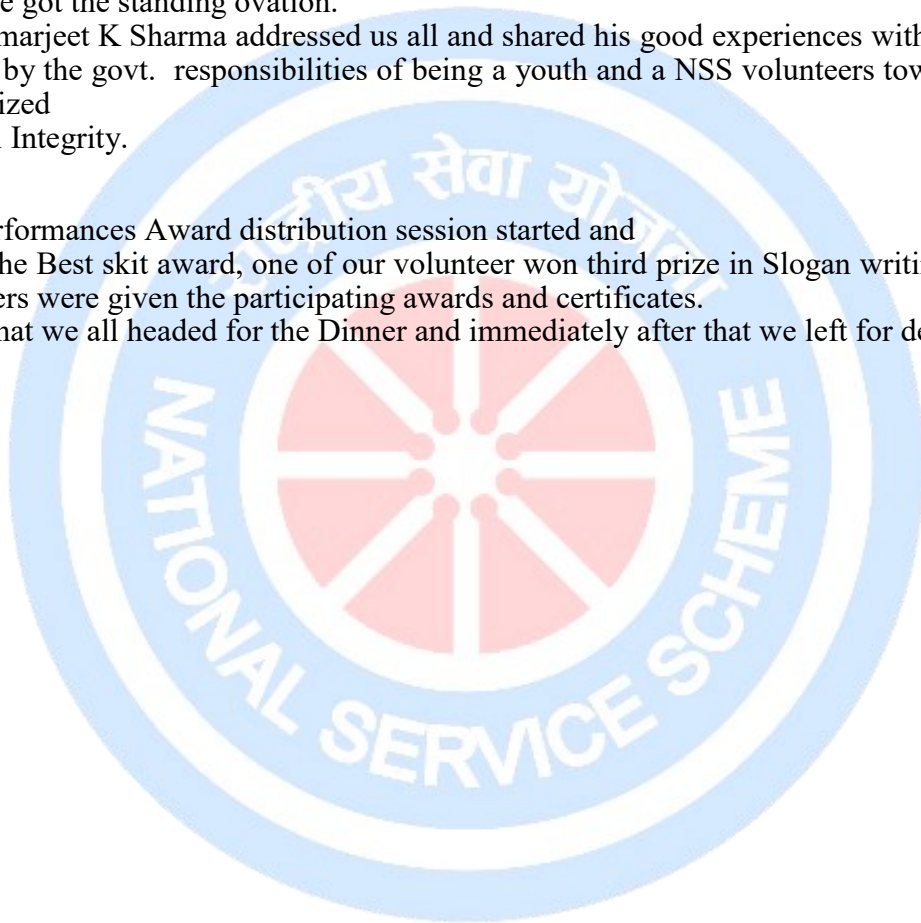 e got the standing ovation.
marjeet K Sharma addressed us all and shared his good experiences with
by the govt. responsibilities of being a youth and a NSS volunteers tow
ized
Integrity.
राष्ट्रीय सेवा योजना
rformances Award distribution session started and
he Best skit award, one of our volunteer won third prize in Slogan writi
ers were given the participating awards and certificates.
hat we all headed for the Dinner and immediately after that we left for de
NATIONAL SERVICE SCHEME